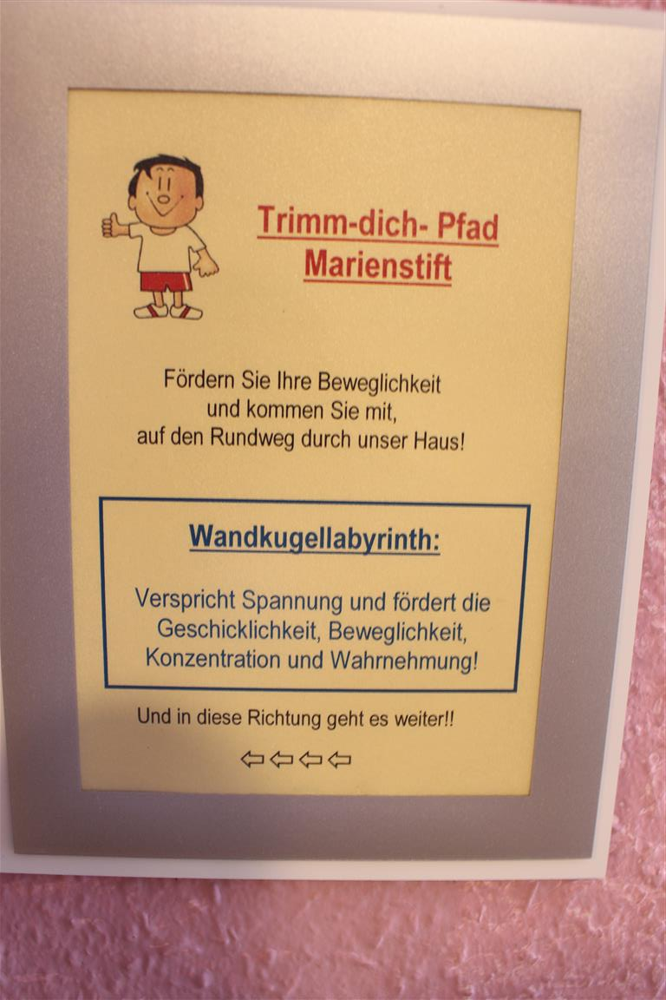 Trimm-dich- Pfad
Marienstift
Fördern Sie Ihre Beweglichkeit
und kommen Sie mit,
auf den Rundweg durch unser Haus!
Wandkugellabyrinth:
Verspricht Spannung und fördert die
Geschicklichkeit, Beweglichkeit,
Konzentration und Wahrnehmung!
Und in diese Richtung geht es weiter!!
⇦⇦⇦⇦